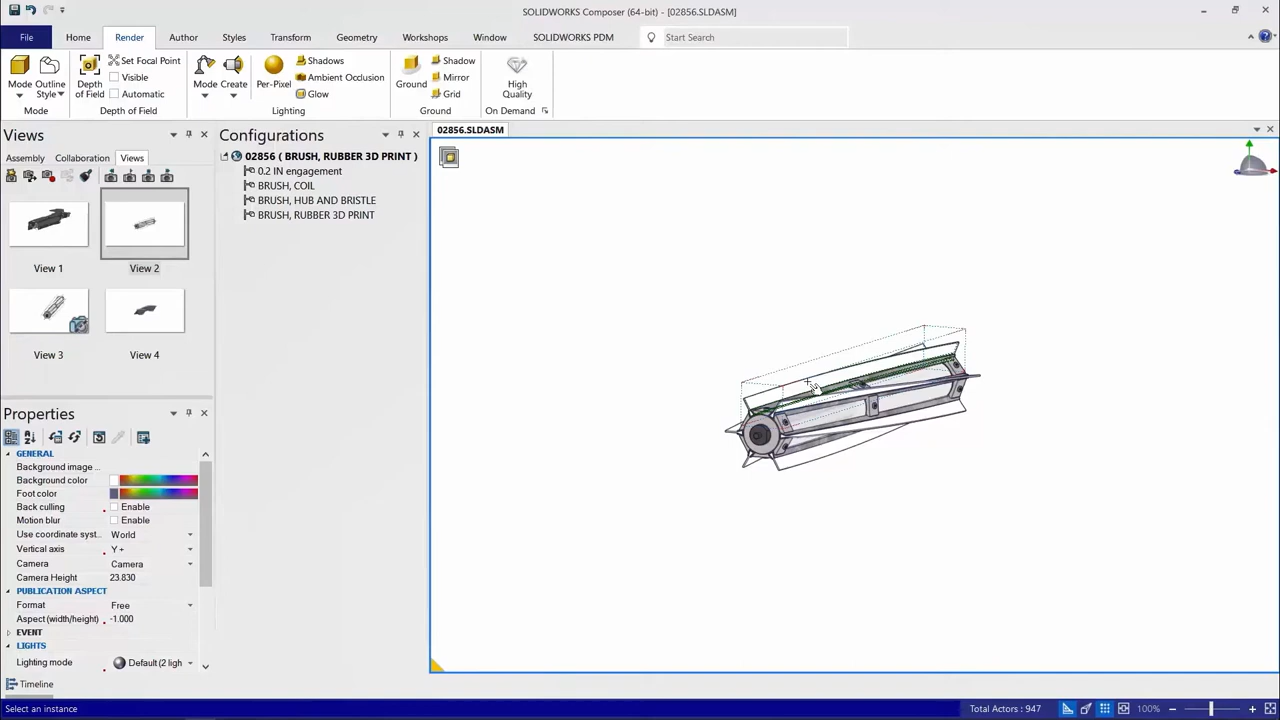 SOLIDWORKS Composer (64-bit) - [02856.SLDASM]
File Home Render Author Styles Transform Geometry Workshops Window SOLIDWORKS PDM Start Search
Mode Outline Style
Mode
Depth of Field Set Focal Point
Visible
Automatic
Depth of Field
Mode Create Per-Pixel Shadows
Ambient Occlusion
Glow
Lighting
Ground Shadow
Mirror
Grid
Ground
High Quality
On Demand
Views
Assembly Collaboration Views
View 1 View 2
View 3 View 4
Configurations
02856 ( BRUSH, RUBBER 3D PRINT )
0.2 IN engagement
BRUSH, COIL
BRUSH, HUB AND BRISTLE
BRUSH, RUBBER 3D PRINT
02856.SLDASM
Properties
GENERAL
Background image ...
Background color
Foot color
Back culling Enable
Motion blur Enable
Use coordinate syst... World
Vertical axis Y +
Camera Camera
Camera Height 23.830
PUBLICATION ASPECT
Format Free
Aspect (width/height) -1.000
EVENT
LIGHTS
Lighting mode Default (2 ligh
Timeline
Select an instance Total Actors : 947 100%